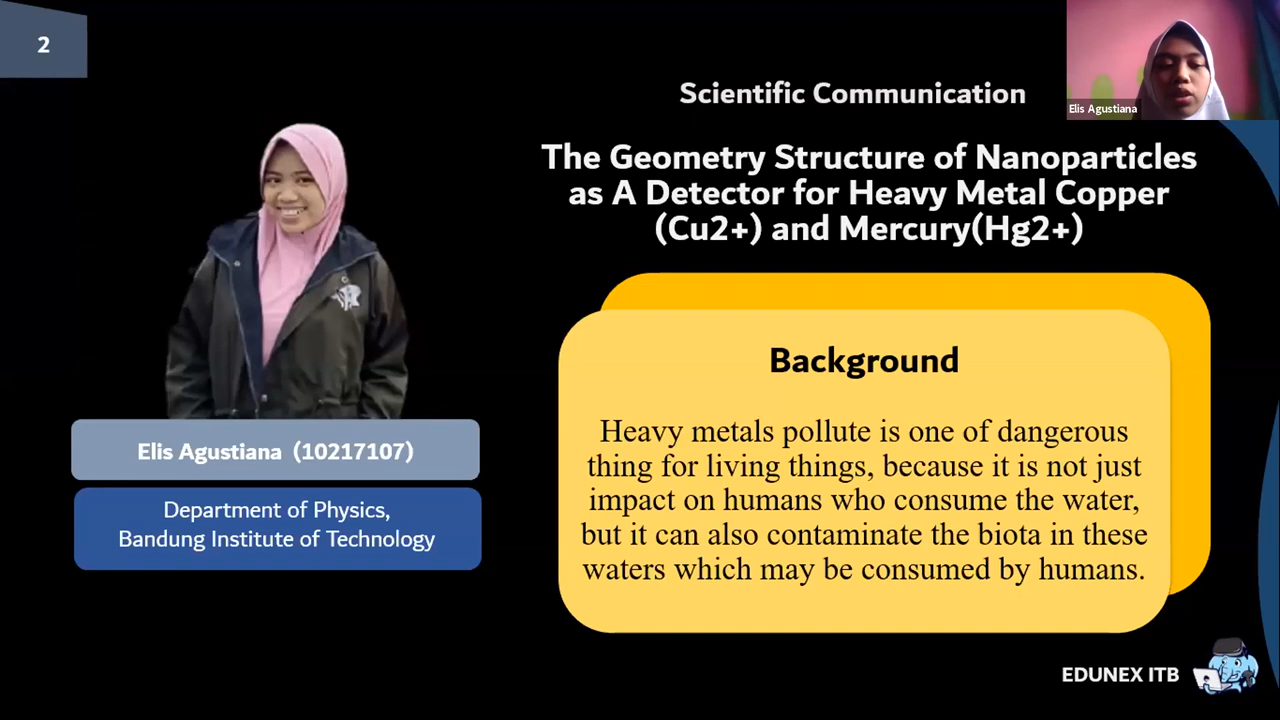 2
Elis Agustiana
Scientific Communication
The Geometry Structure of Nanoparticles
as A Detector for Heavy Metal Copper
(Cu2+) and Mercury(Hg2+)
Background
Heavy metals pollute is one of dangerous
thing for living things, because it is not just
impact on humans who consume the water,
but it can also contaminate the biota in these
waters which may be consumed by humans.
Elis Agustiana (10217107)
Department of Physics,
Bandung Institute of Technology
EDUNEX ITB